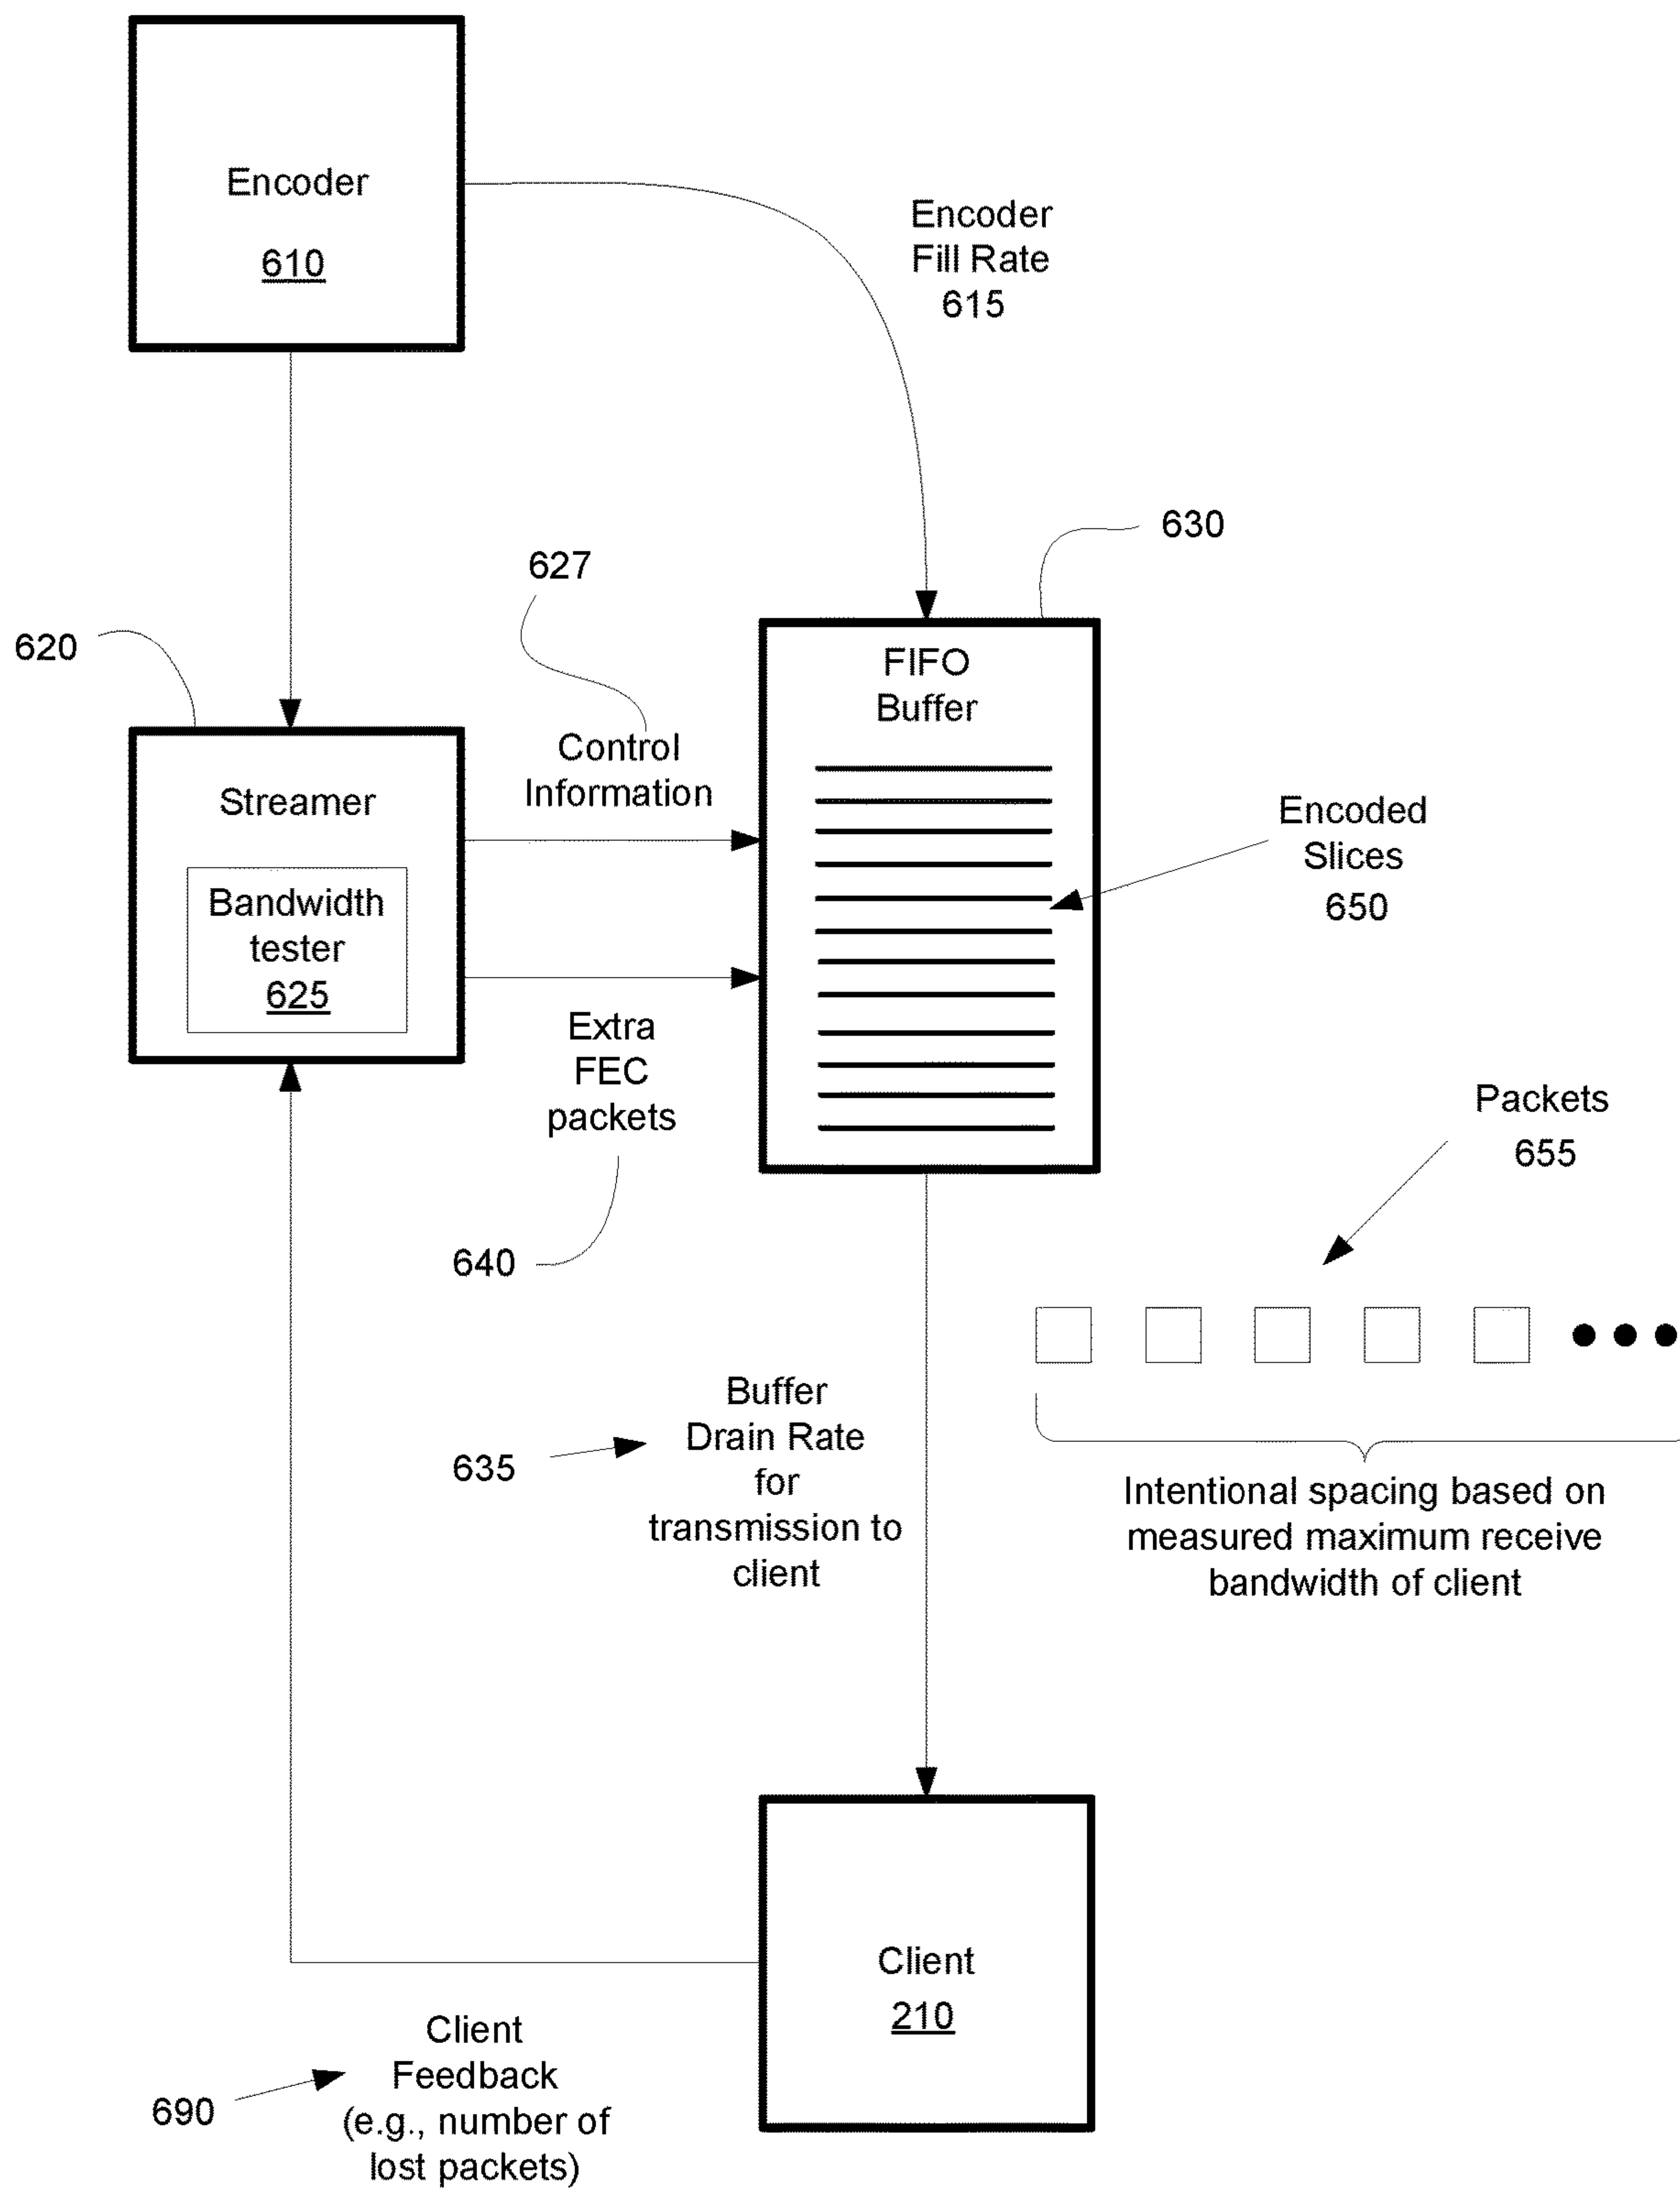 Encoder
610
Encoder
Fill Rate
615
630
627
620
FIFO
Buffer
Control
Information
Streamer
Bandwidth
tester
625
Encoded
Slices
650
Extra
FEC
packets
Packets
655
640
Buffer
Drain Rate
for
transmission to
client
635
Intentional spacing based on
measured maximum receive
bandwidth of client
Client
210
Client
Feedback
(e.g., number of
lost packets)
690